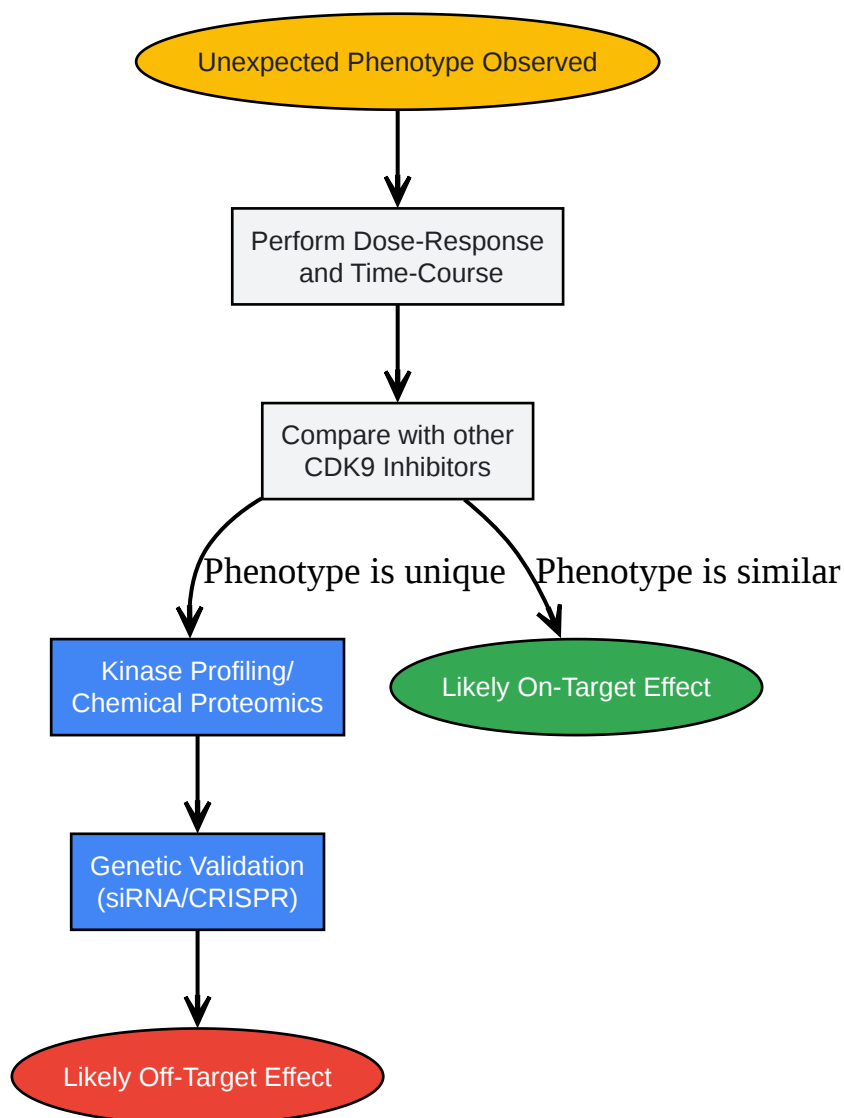 Unexpected Phenotype Observed
Perform Dose-Response
and Time-Course
Compare with other
CDK9 Inhibitors
Phenotype is unique
Phenotype is similar
Kinase Profiling/
Chemical Proteomics
Likely On-Target Effect
Genetic Validation
(siRNA/CRISPR)
Likely Off-Target Effect